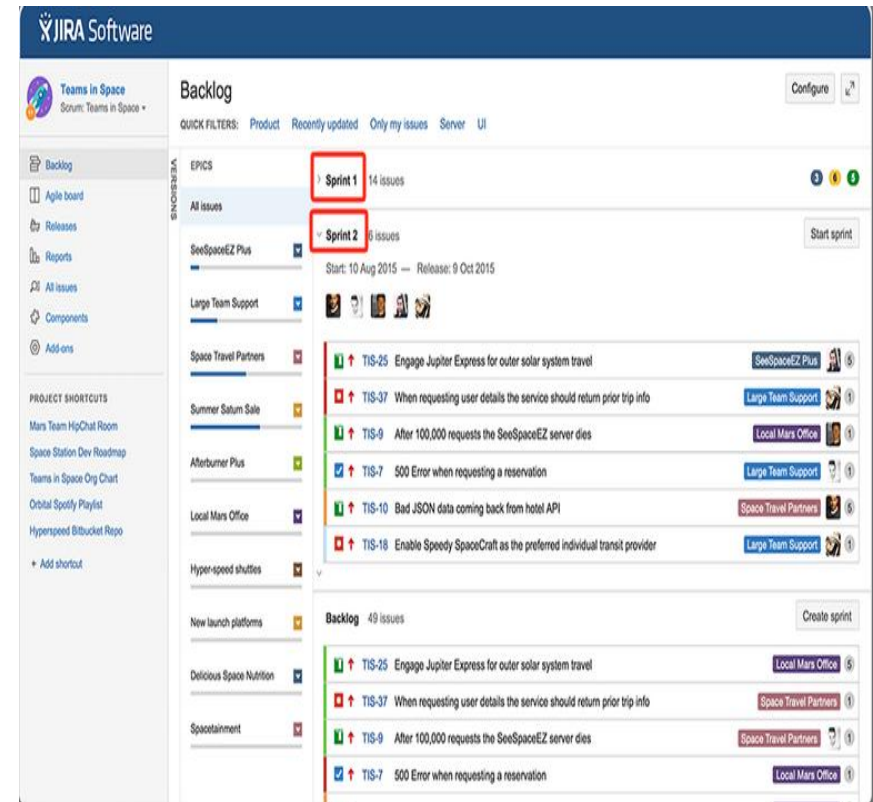 JIRA Software
Teams in Space
Scrum: Teams in Space
Backlog
Agile board
Releases
Reports
All issues
Components
Add-ons
PROJECT SHORTCUTS
Mars Team HipChat Room
Space Station Dev Roadmap
Teams in Space Org Chart
Orbital Spotify Playlist
Hyperspeed Bitbucket Repo
+ Add shortcut
Backlog
Configure
QUICK FILTERS: Product Recently updated Only my issues Server UI
VERSIONS
EPICS
All issues
SeeSpaceEZ Plus
Large Team Support
Space Travel Partners
Summer Saturn Sale
Afterburner Plus
Local Mars Office
Hyper-speed shuttles
New launch platforms
Delicious Space Nutrition
Spacetainment
Sprint 1 14 issues 3 6 5
Sprint 2 6 issues Start sprint
Start: 10 Aug 2015 — Release: 9 Oct 2015
TIS-25 Engage Jupiter Express for outer solar system travel SeeSpaceEZ Plus 5
TIS-37 When requesting user details the service should return prior trip info Large Team Support 1
TIS-9 After 100,000 requests the SeeSpaceEZ server dies Local Mars Office 1
TIS-7 500 Error when requesting a reservation Large Team Support 1
TIS-10 Bad JSON data coming back from hotel API Space Travel Partners 5
TIS-18 Enable Speedy SpaceCraft as the preferred individual transit provider Large Team Support 1
Backlog 49 issues Create sprint
TIS-25 Engage Jupiter Express for outer solar system travel Local Mars Office 5
TIS-37 When requesting user details the service should return prior trip info Space Travel Partners 1
TIS-9 After 100,000 requests the SeeSpaceEZ server dies Space Travel Partners 1
TIS-7 500 Error when requesting a reservation Local Mars Office 1